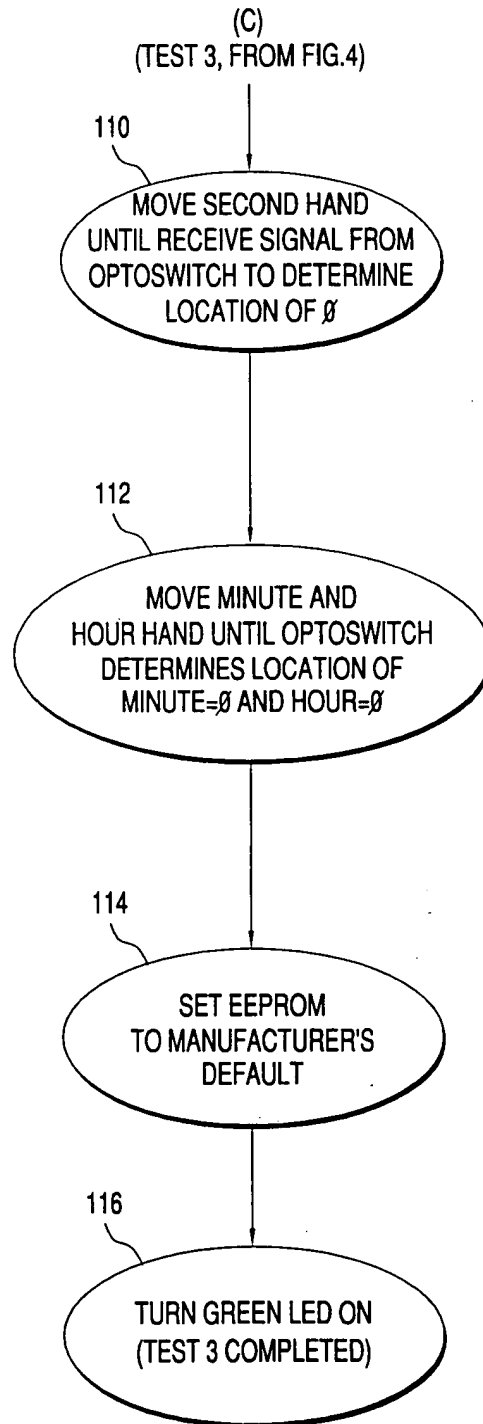 (C)
(TEST 3, FROM FIG.4)
110
MOVE SECOND HAND
UNTIL RECEIVE SIGNAL FROM
OPTOSWITCH TO DETERMINE
LOCATION OF Ø
112
MOVE MINUTE AND
HOUR HAND UNTIL OPTOSWITCH
DETERMINES LOCATION OF
MINUTE=Ø AND HOUR=Ø
114
SET EEPROM
TO MANUFACTURER'S
DEFAULT
116
TURN GREEN LED ON
(TEST 3 COMPLETED)